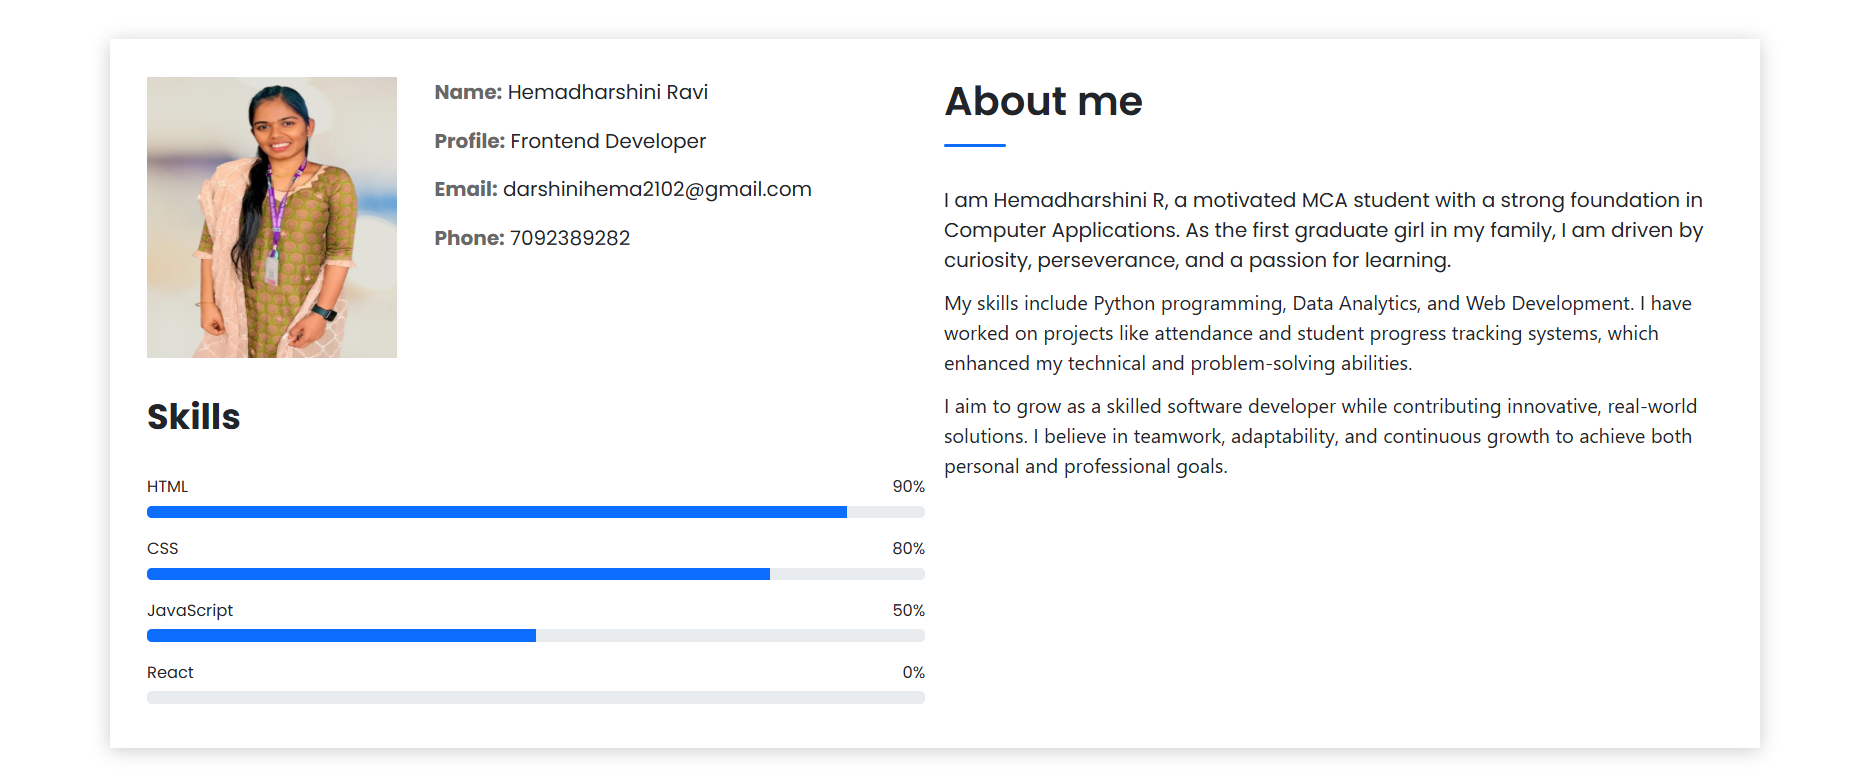 Name: Hemadharshini Ravi
Profile: Frontend Developer
Email: darshinihema2102@gmail.com
Phone: 7092389282
Skills
HTML 90%
CSS 80%
JavaScript 50%
React 0%
About me
I am Hemadharshini R, a motivated MCA student with a strong foundation in
Computer Applications. As the first graduate girl in my family, I am driven by
curiosity, perseverance, and a passion for learning.
My skills include Python programming, Data Analytics, and Web Development. I have
worked on projects like attendance and student progress tracking systems, which
enhanced my technical and problem-solving abilities.
I aim to grow as a skilled software developer while contributing innovative, real-world
solutions. I believe in teamwork, adaptability, and continuous growth to achieve both
personal and professional goals.